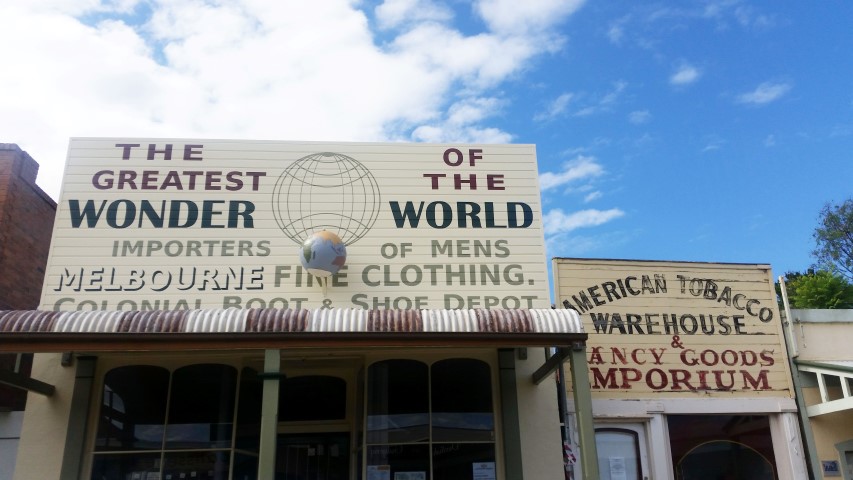 THE GREATEST WONDER
OF THE WORLD
IMPORTERS OF MENS
MELBOURNE FINE CLOTHING.
COLONIAL BOOT & SHOE DEPOT
AMERICAN TOBACCO
WAREHOUSE
&
FANCY GOODS
EMPORIUM